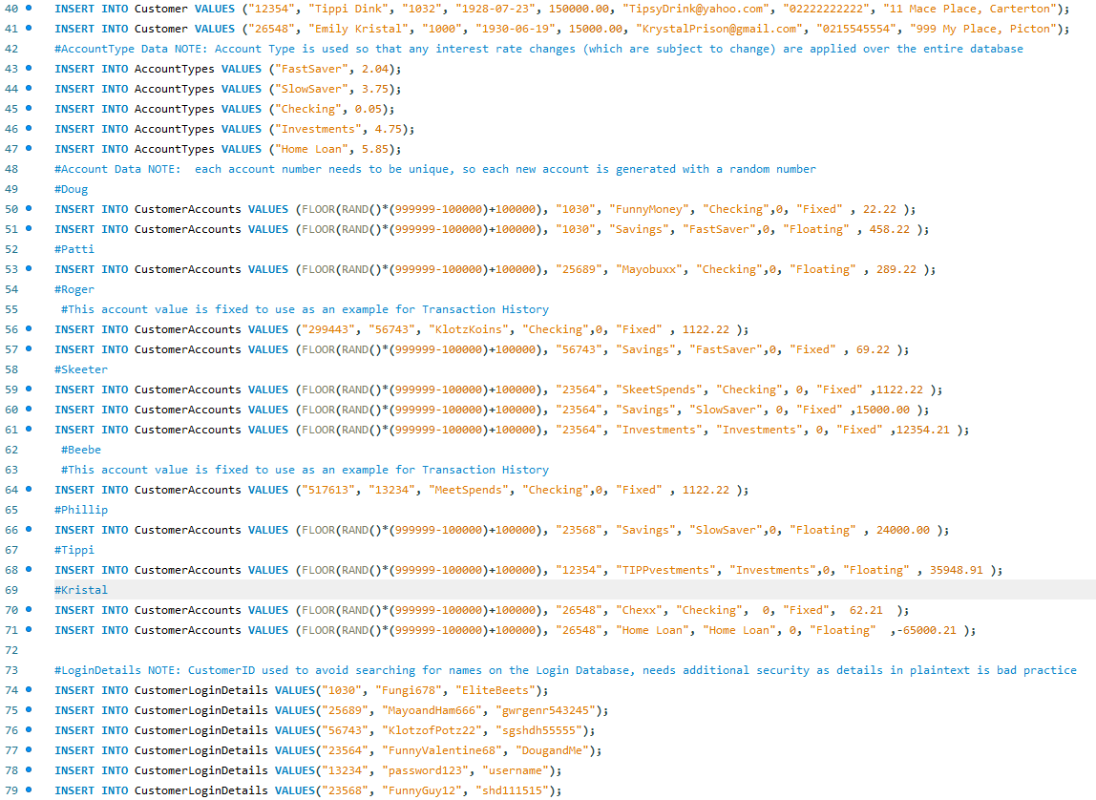 40 INSERT INTO Customer VALUES ("12354", "Tippi Dink", "1032", "1928-07-23", 150000.00, "TipsyDrink@yahoo.com", "02222222222", "11 Mace Place, Carterton");
41 INSERT INTO Customer VALUES ("26548", "Emily Kristal", "1000", "1930-06-19", 15000.00, "KrystalPrison@gmail.com", "0215545554", "999 My Place, Picton");
42 #AccountType Data NOTE: Account Type is used so that any interest rate changes (which are subject to change) are applied over the entire database
43 INSERT INTO AccountTypes VALUES ("FastSaver", 2.04);
44 INSERT INTO AccountTypes VALUES ("SlowSaver", 3.75);
45 INSERT INTO AccountTypes VALUES ("Checking", 0.05);
46 INSERT INTO AccountTypes VALUES ("Investments", 4.75);
47 INSERT INTO AccountTypes VALUES ("Home Loan", 5.85);
48 #Account Data NOTE:  each account number needs to be unique, so each new account is generated with a random number
49 #Doug
50 INSERT INTO CustomerAccounts VALUES (FLOOR(RAND()*(999999-100000)+100000), "1030", "FunnyMoney", "Checking",0, "Fixed" , 22.22 );
51 INSERT INTO CustomerAccounts VALUES (FLOOR(RAND()*(999999-100000)+100000), "1030", "Savings", "FastSaver",0, "Floating" , 458.22 );
52 #Patti
53 INSERT INTO CustomerAccounts VALUES (FLOOR(RAND()*(999999-100000)+100000), "25689", "Mayobuxx", "Checking",0, "Floating" , 289.22 );
54 #Roger
55 #This account value is fixed to use as an example for Transaction History
56 INSERT INTO CustomerAccounts VALUES ("299443", "56743", "KlotzKoins", "Checking",0, "Fixed" , 1122.22 );
57 INSERT INTO CustomerAccounts VALUES (FLOOR(RAND()*(999999-100000)+100000), "56743", "Savings", "FastSaver",0, "Fixed" , 69.22 );
58 #Skeeter
59 INSERT INTO CustomerAccounts VALUES (FLOOR(RAND()*(999999-100000)+100000), "23564", "SkeetSpends", "Checking", 0, "Fixed" ,1122.22 );
60 INSERT INTO CustomerAccounts VALUES (FLOOR(RAND()*(999999-100000)+100000), "23564", "Savings", "SlowSaver", 0, "Fixed" ,15000.00 );
61 INSERT INTO CustomerAccounts VALUES (FLOOR(RAND()*(999999-100000)+100000), "23564", "Investments", "Investments", 0, "Fixed" ,12354.21 );
62 #Beebe
63 #This account value is fixed to use as an example for Transaction History
64 INSERT INTO CustomerAccounts VALUES ("517613", "13234", "MeetSpends", "Checking",0, "Fixed" , 1122.22 );
65 #Phillip
66 INSERT INTO CustomerAccounts VALUES (FLOOR(RAND()*(999999-100000)+100000), "23568", "Savings", "SlowSaver",0, "Floating" , 24000.00 );
67 #Tippi
68 INSERT INTO CustomerAccounts VALUES (FLOOR(RAND()*(999999-100000)+100000), "12354", "TIPPvestments", "Investments",0, "Floating" , 35948.91 );
69 #Kristal
70 INSERT INTO CustomerAccounts VALUES (FLOOR(RAND()*(999999-100000)+100000), "26548", "Chexx", "Checking",  0, "Fixed",  62.21  );
71 INSERT INTO CustomerAccounts VALUES (FLOOR(RAND()*(999999-100000)+100000), "26548", "Home Loan", "Home Loan", 0, "Floating"  ,-65000.21 );
72
73 #LoginDetails NOTE: CustomerID used to avoid searching for names on the Login Database, needs additional security as details in plaintext is bad practice
74 INSERT INTO CustomerLoginDetails VALUES("1030", "Fungi678", "EliteBeets");
75 INSERT INTO CustomerLoginDetails VALUES("25689", "MayoandHam666", "gwrgenr543245");
76 INSERT INTO CustomerLoginDetails VALUES("56743", "KlotzofPotz22", "sgshdh55555");
77 INSERT INTO CustomerLoginDetails VALUES("23564", "FunnyValentine68", "DougandMe");
78 INSERT INTO CustomerLoginDetails VALUES("13234", "password123", "username");
79 INSERT INTO CustomerLoginDetails VALUES("23568", "FunnyGuy12", "shd111515");